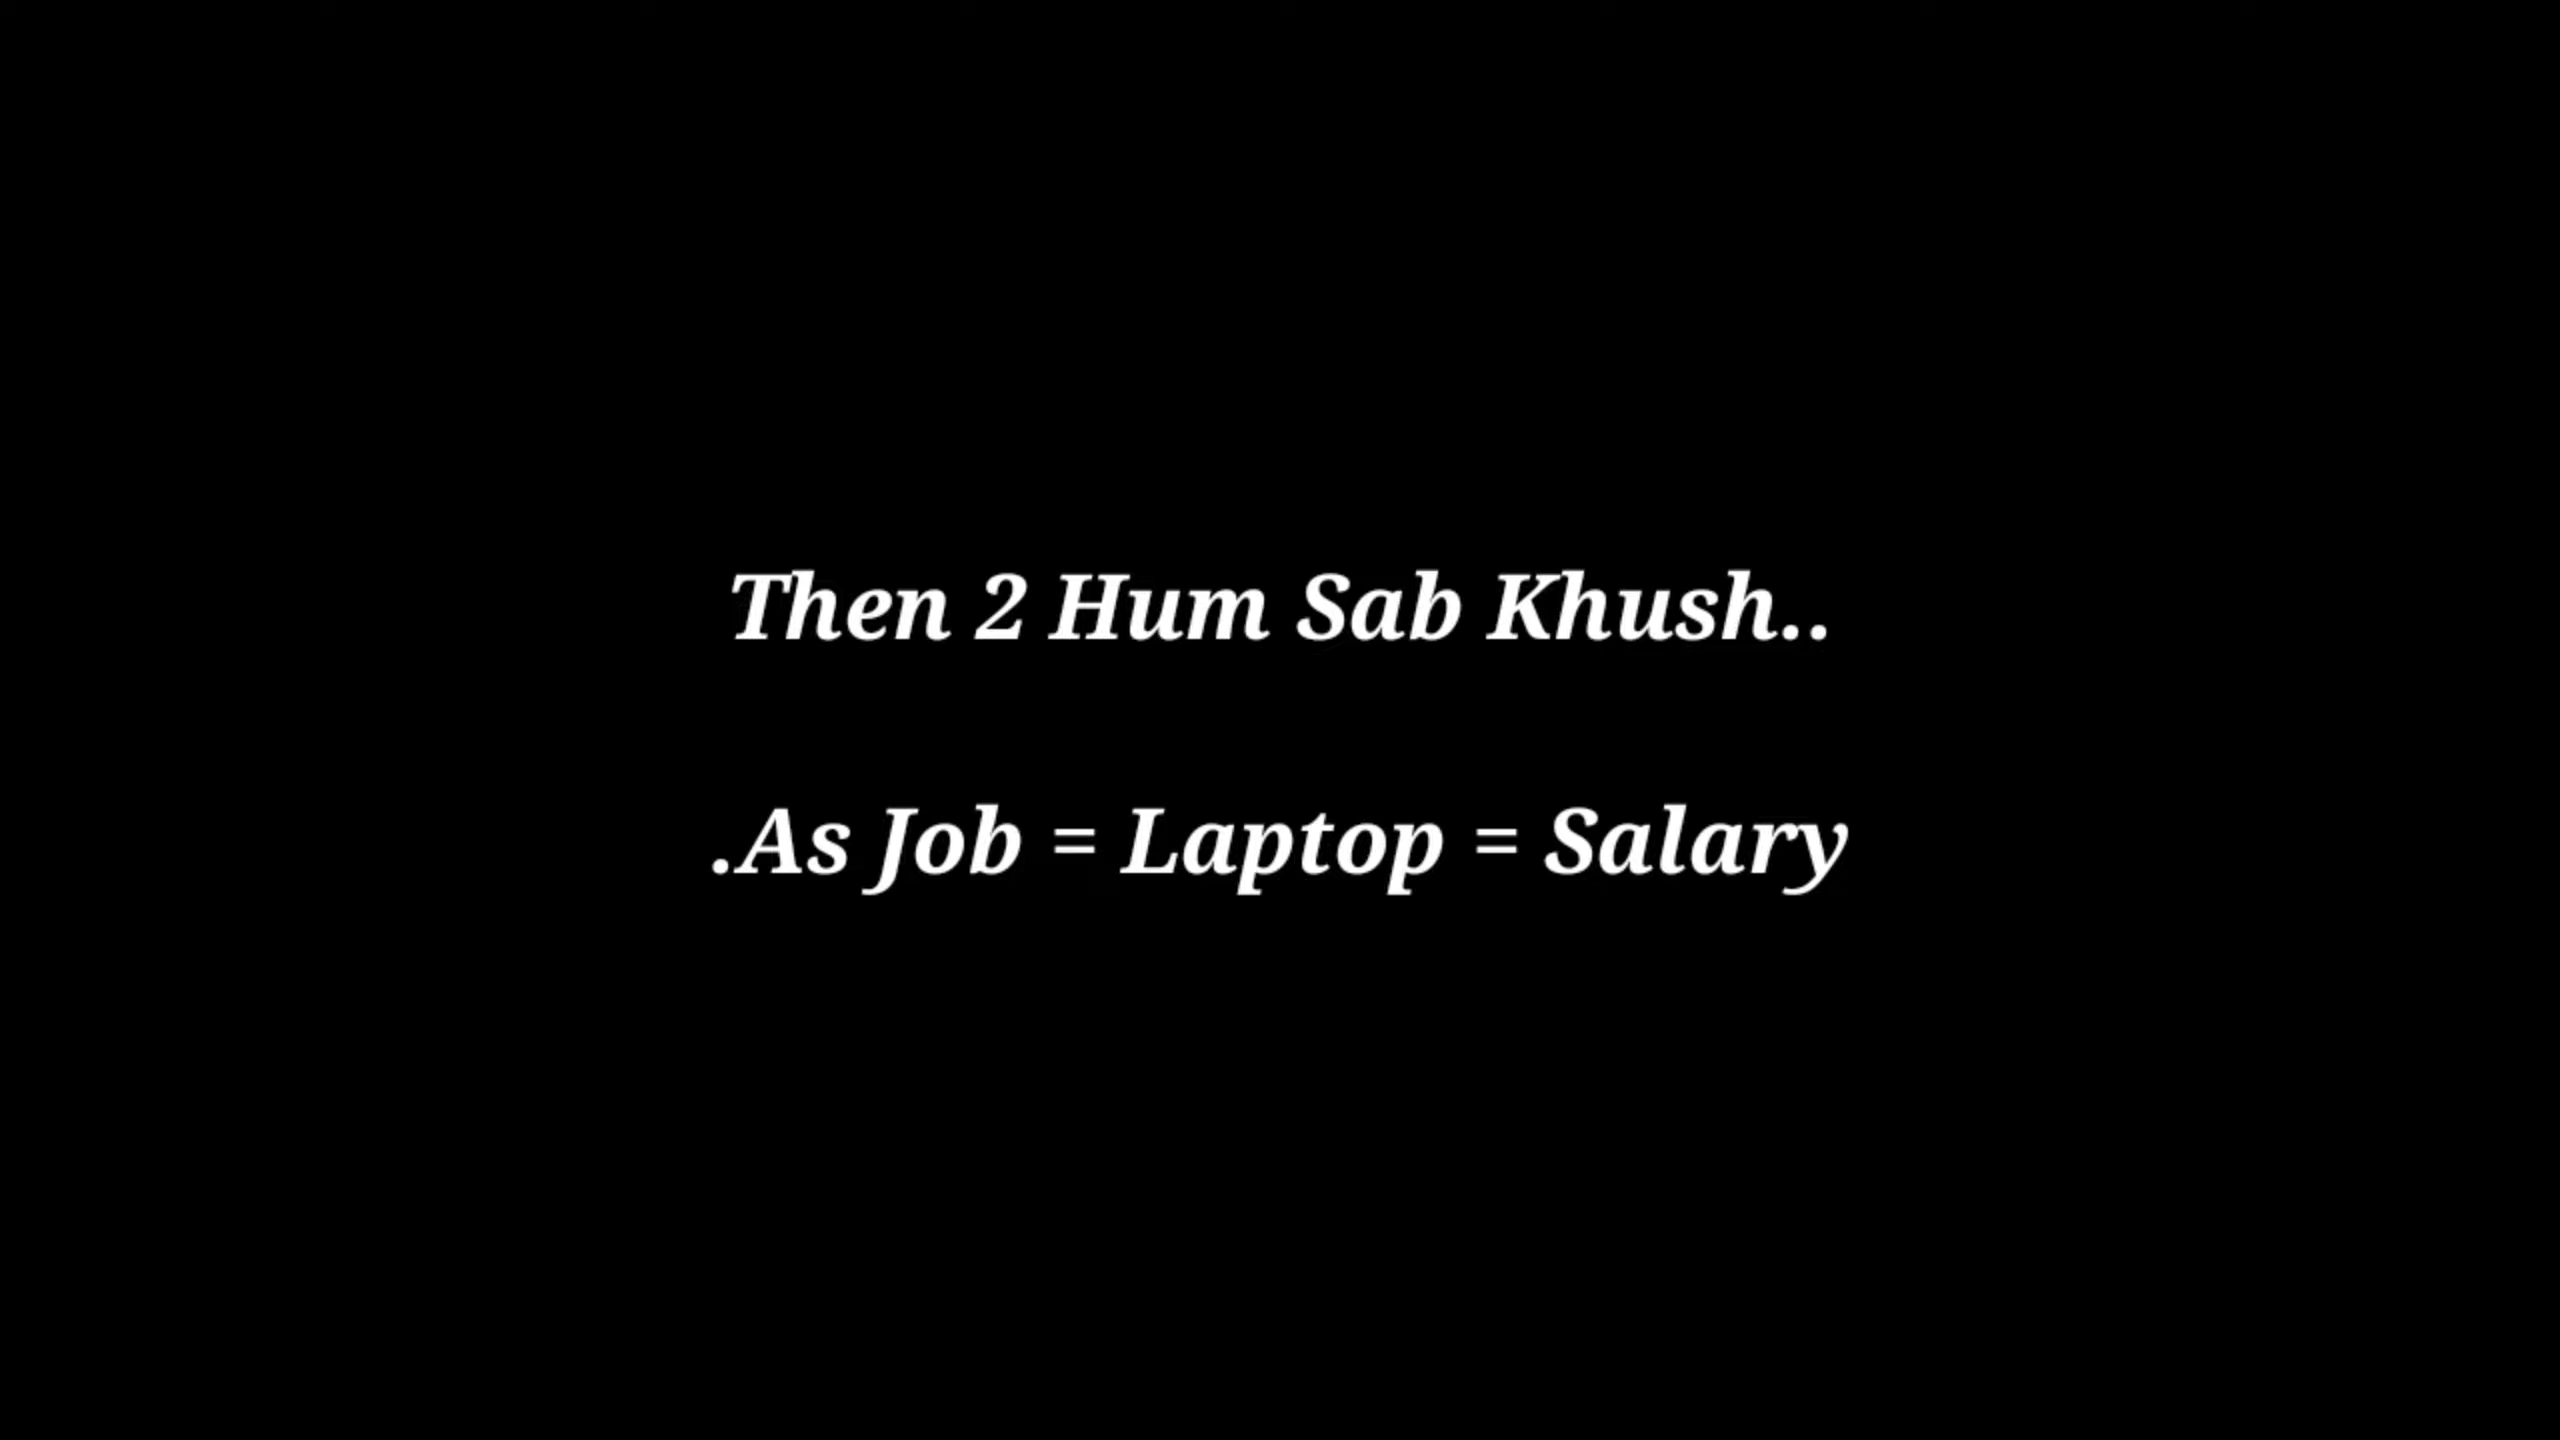 Then 2 Hum Sab Khush..
.As Job = Laptop = Salary